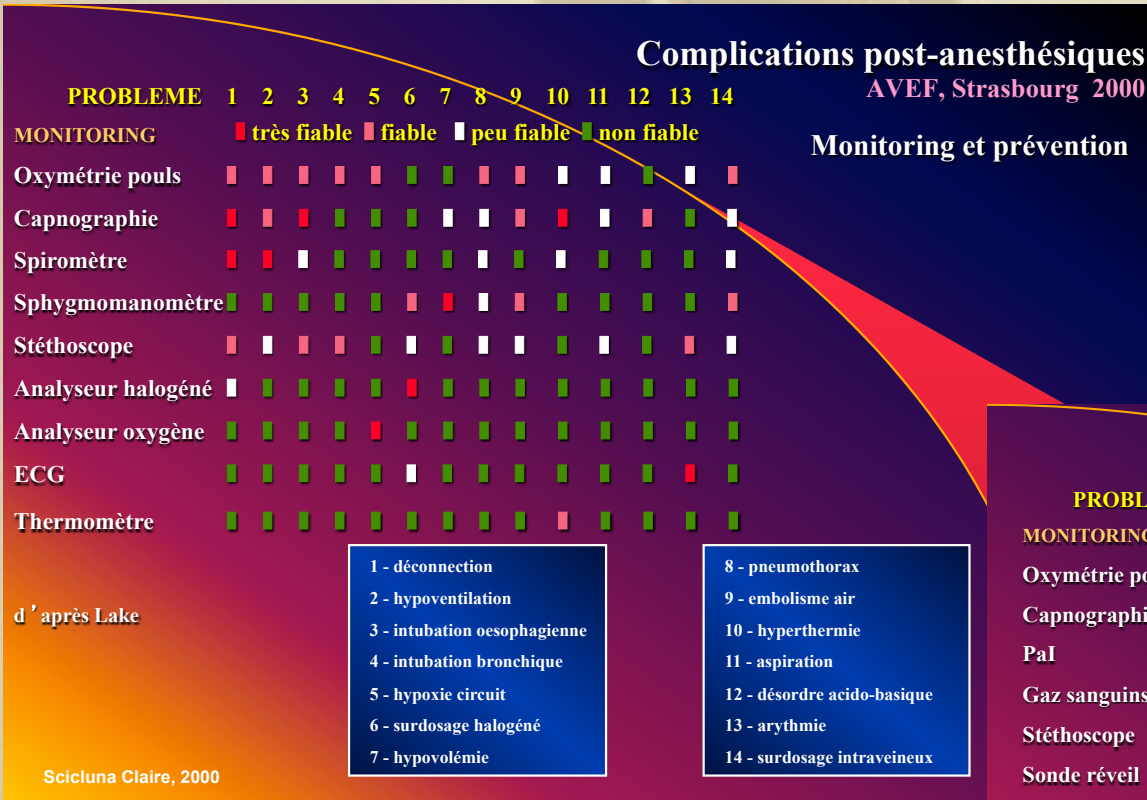 Complications post-anesthésiques
AVEF, Strasbourg 2000
Monitoring et prévention
PROBLEME 1 2 3 4 5 6 7 8 9 10 11 12 13 14
MONITORING très fiable fiable peu fiable non fiable
Oxymétrie pouls
Capnographie
Spiromètre
Sphygmomanomètre
Stéthoscope
Analyseur halogéné
Analyseur oxygène
ECG
Thermomètre
d'après Lake
1 - déconnection
2 - hypoventilation
3 - intubation oesophagienne
4 - intubation bronchique
5 - hypoxie circuit
6 - surdosage halogéné
7 - hypovolémie
8 - pneumothorax
9 - embolisme air
10 - hyperthermie
11 - aspiration
12 - désordre acido-basique
13 - arythmie
14 - surdosage intraveineux
Scicluna Claire, 2000
MONITORING
Oxymétrie
PaI
Gaz sanguins
Stéthoscope
Sonde réveil